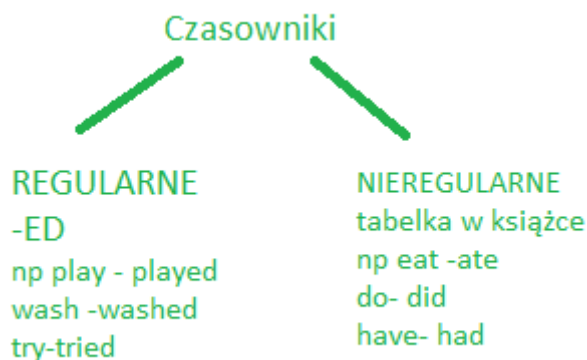 Czasowniki
REGULARNE
-ED
np play - played
wash -washed
try-tried
NIEREGULARNE
tabelka w książce
np eat -ate
do- did
have- had